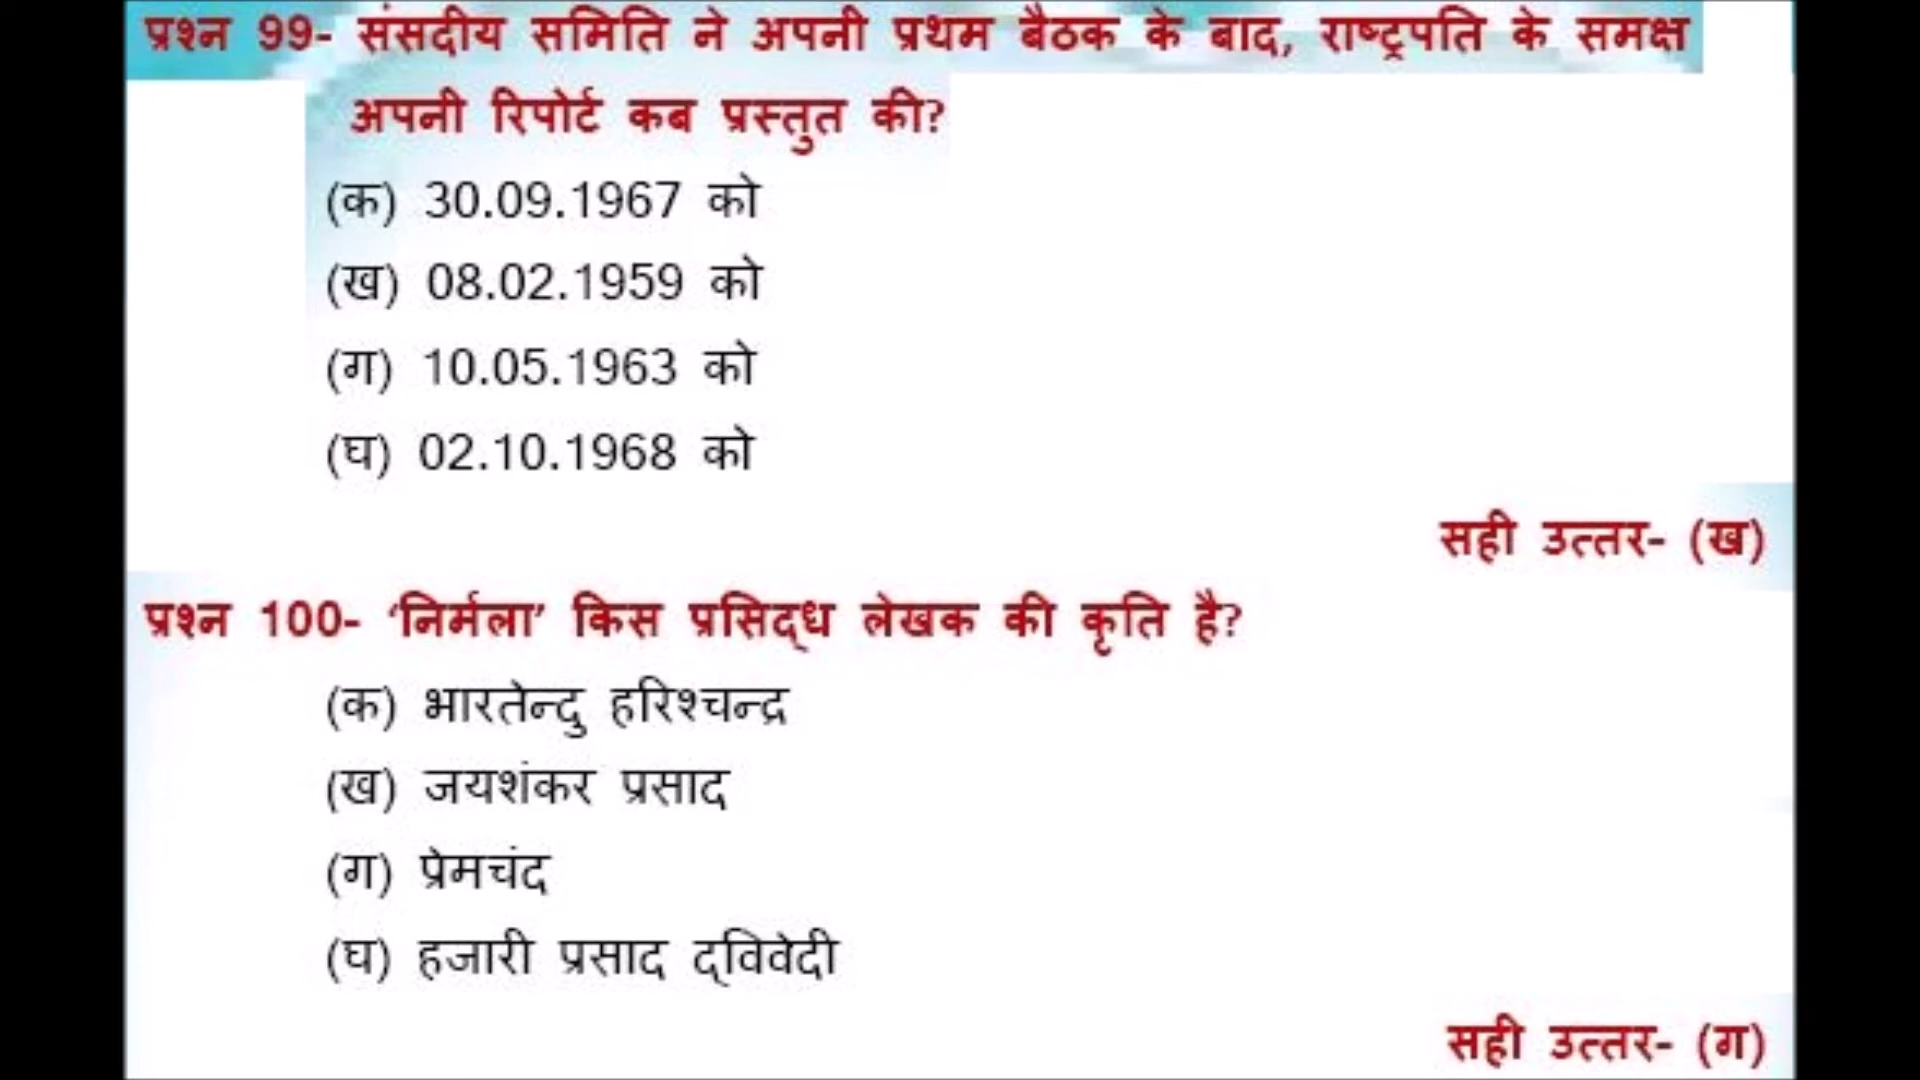 प्रश्न 99- संसदीय समिति ने अपनी प्रथम बैठक के बाद, राष्ट्रपति के समक्ष
अपनी रिपोर्ट कब प्रस्तुत की?
(क) 30.09.1967 को
(ख) 08.02.1959 को
(ग) 10.05.1963 को
(घ) 02.10.1968 को
सही उत्तर- (ख)
प्रश्न 100- ‘निर्मला’ किस प्रसिद्ध लेखक की कृति है?
(क) भारतेन्दु हरिश्चन्द्र
(ख) जयशंकर प्रसाद
(ग) प्रेमचंद
(घ) हजारी प्रसाद द्विवेदी
सही उत्तर- (ग)